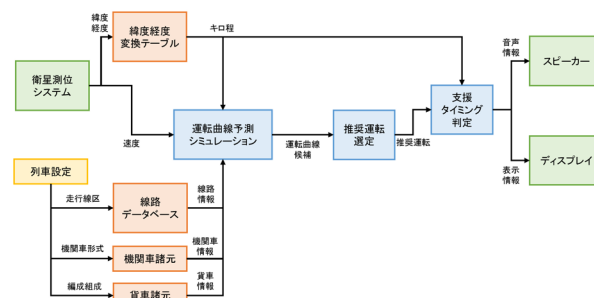 緯度
経度
緯度経度
変換テーブル
キロ程
衛星測位
システム
速度
運転曲線予測
シミュレーション
運転曲線
候補
推奨運転
選定
推奨運転
支援
タイミング
判定
音声
情報
スピーカー
表示
情報
ディスプレイ
列車設定
走行線区
線路
データベース
線路
情報
機関車形式
機関車諸元
機関車
情報
編成組成
貨車諸元
貨車
情報